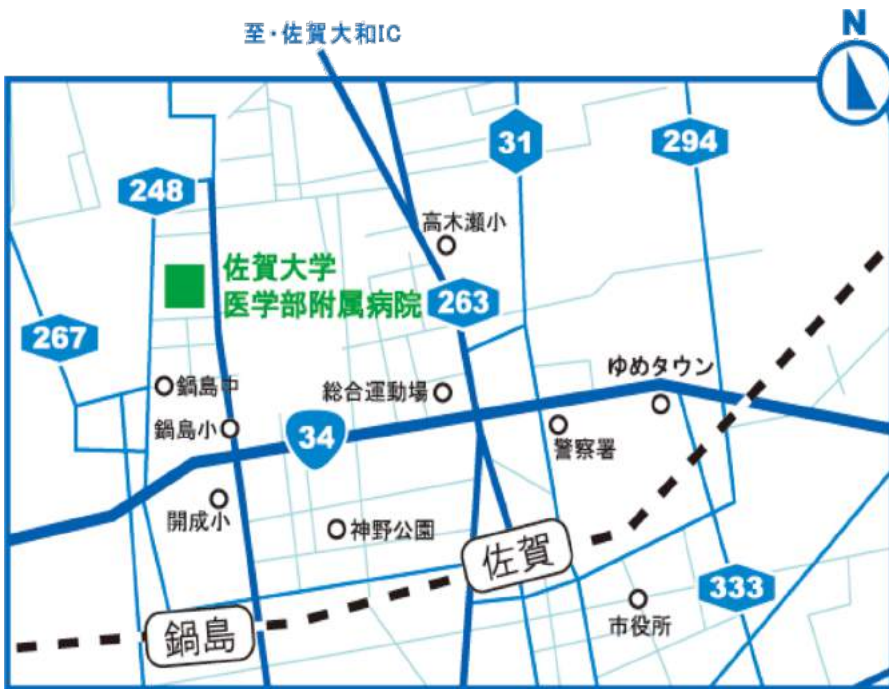 至・佐賀大和IC
N
31
294
248
高木瀬小
佐賀大学
医学部附属病院
263
267
ゆめタウン
鍋島中
総合運動場
鍋島小
34
警察署
開成小
神野公園
佐賀
333
市役所
鍋島